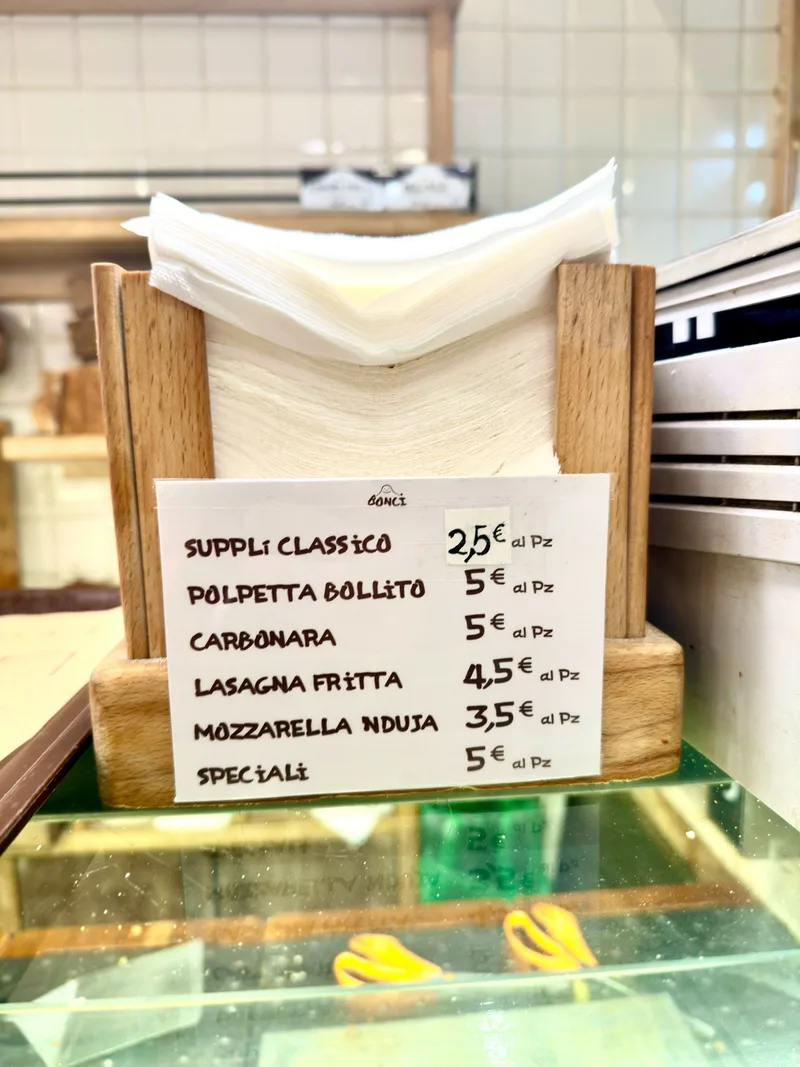 BONCI
SUPPLÌ CLASSICO 2,5€ al Pz
POLPETTA BOLLITO 5€ al Pz
CARBONARA 5€ al Pz
LASAGNA FRITTA 4,5€ al Pz
MOZZARELLA NDUJA 3,5€ al Pz
SPECIALI 5€ al Pz